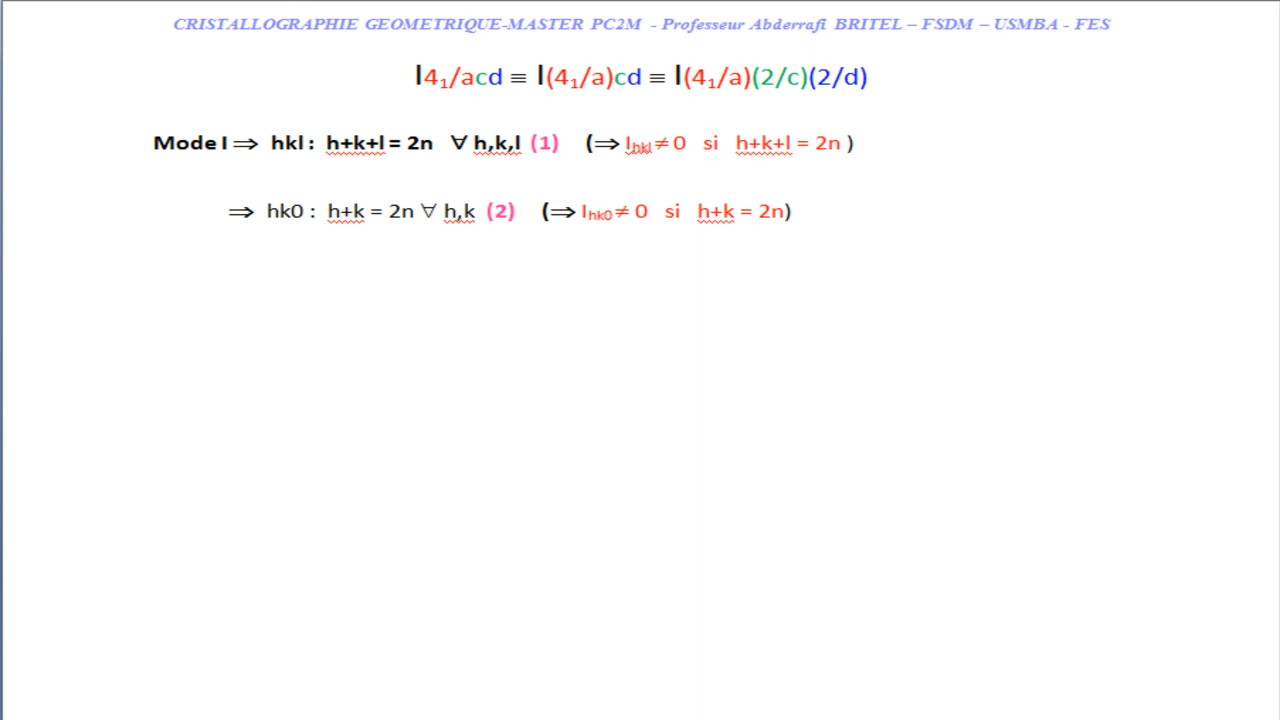 CRISTALLOGRAPHIE GEOMETRIQUE-MASTER PC2M - Professeur Abderrafi BRITEL – FSDM – USMBA - FES
I4₁/acd ≡ I(4₁/a)cd ≡ I(4₁/a)(2/c)(2/d)
Mode I ⇒ hkl : h+k+l = 2n ∀ h,k,l (1) (⇒ Iₕₖₗ ≠ 0 si h+k+l = 2n )
⇒ hk0 : h+k = 2n ∀ h,k (2) (⇒ Iₕₖ₀ ≠ 0 si h+k = 2n)